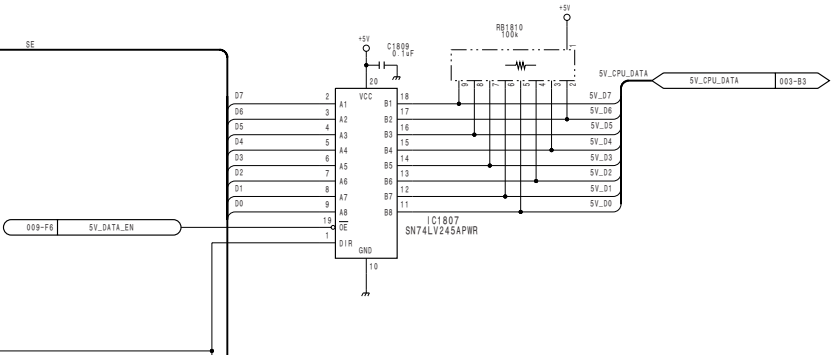 SE
+5V
RB1810
100k
1
9 8 7 6 5 4 3 2
+5V
C1809
0.1uF
20
VCC
5V_CPU_DATA
5V_CPU_DATA 003-B3
D7 2 A1 B1 18 5V_D7
D6 3 A2 B2 17 5V_D6
D5 4 A3 B3 16 5V_D5
D4 5 A4 B4 15 5V_D4
D3 6 A5 B5 14 5V_D3
D2 7 A6 B6 13 5V_D2
D1 8 A7 B7 12 5V_D1
D0 9 A8 B8 11 5V_D0
009-F6 5V_DATA_EN 19 OE
IC1807
SN74LV245APWR
1 DIR
GND
10